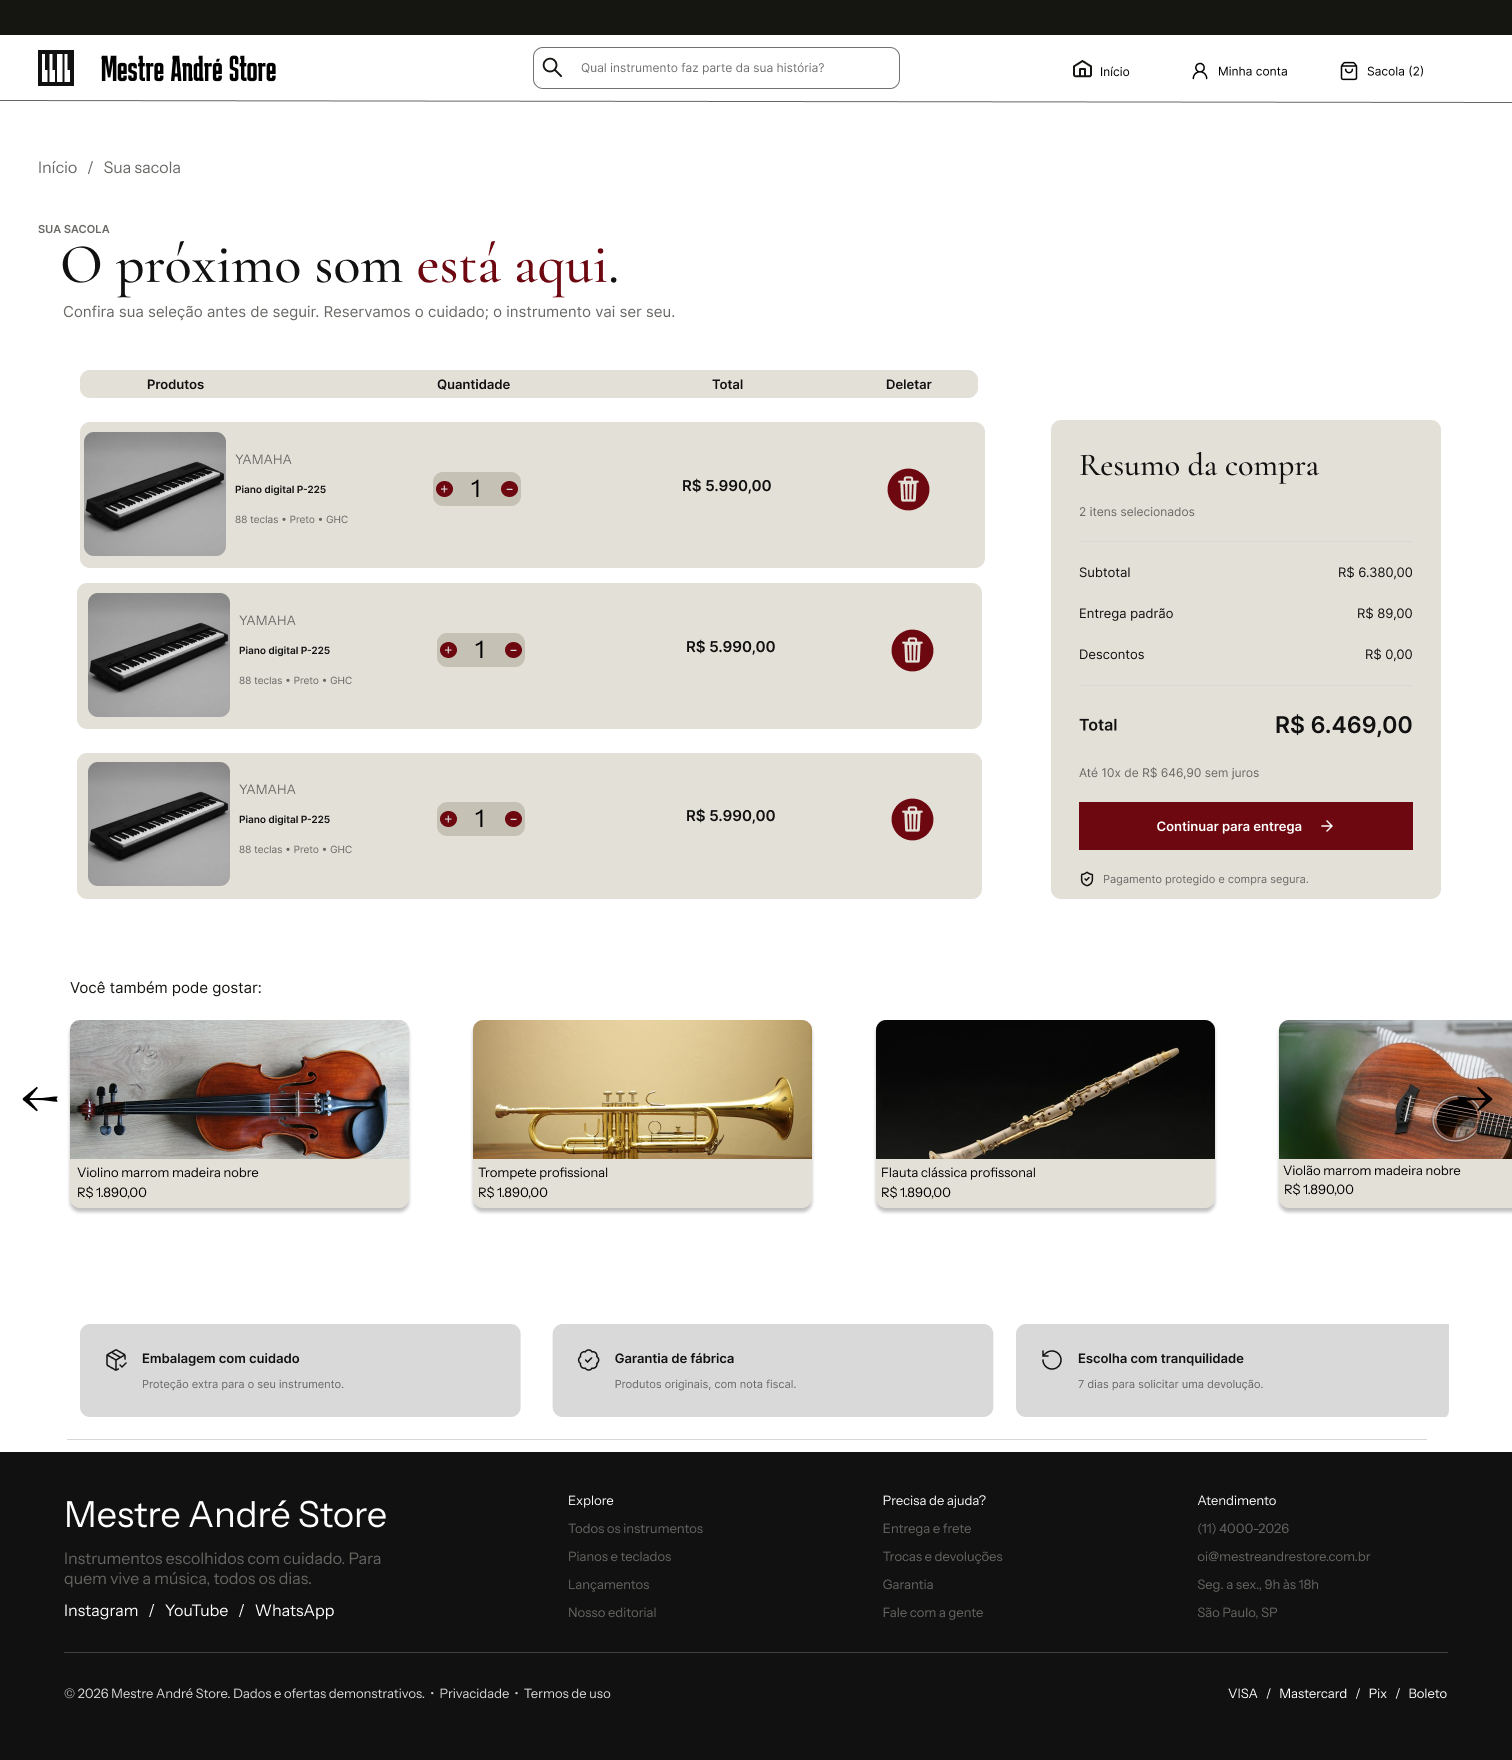 Mestre André Store
Qual instrumento faz parte da sua história?
Início
Minha conta
Sacola (2)
Início / Sua sacola
SUA SACOLA
O próximo som está aqui.
Confira sua seleção antes de seguir. Reservamos o cuidado; o instrumento vai ser seu.
Produtos Quantidade Total Deletar
YAMAHA
Piano digital P-225
88 teclas • Preto • GHC
+ 1 −
R$ 5.990,00
YAMAHA
Piano digital P-225
88 teclas • Preto • GHC
+ 1 −
R$ 5.990,00
YAMAHA
Piano digital P-225
88 teclas • Preto • GHC
+ 1 −
R$ 5.990,00
Resumo da compra
2 itens selecionados
Subtotal R$ 6.380,00
Entrega padrão R$ 89,00
Descontos R$ 0,00
Total R$ 6.469,00
Até 10x de R$ 646,90 sem juros
Continuar para entrega →
Pagamento protegido e compra segura.
Você também pode gostar:
Violino marrom madeira nobre
R$ 1.890,00
Trompete profissional
R$ 1.890,00
Flauta clássica profissonal
R$ 1.890,00
Violão marrom madeira nobre
R$ 1.890,00
Embalagem com cuidado
Proteção extra para o seu instrumento.
Garantia de fábrica
Produtos originais, com nota fiscal.
Escolha com tranquilidade
7 dias para solicitar uma devolução.
Mestre André Store
Instrumentos escolhidos com cuidado. Para
quem vive a música, todos os dias.
Instagram / YouTube / WhatsApp
Explore
Todos os instrumentos
Pianos e teclados
Lançamentos
Nosso editorial
Precisa de ajuda?
Entrega e frete
Trocas e devoluções
Garantia
Fale com a gente
Atendimento
(11) 4000-2026
oi@mestreandrestore.com.br
Seg. a sex., 9h às 18h
São Paulo, SP
© 2026 Mestre André Store. Dados e ofertas demonstrativos. · Privacidade · Termos de uso
VISA / Mastercard / Pix / Boleto